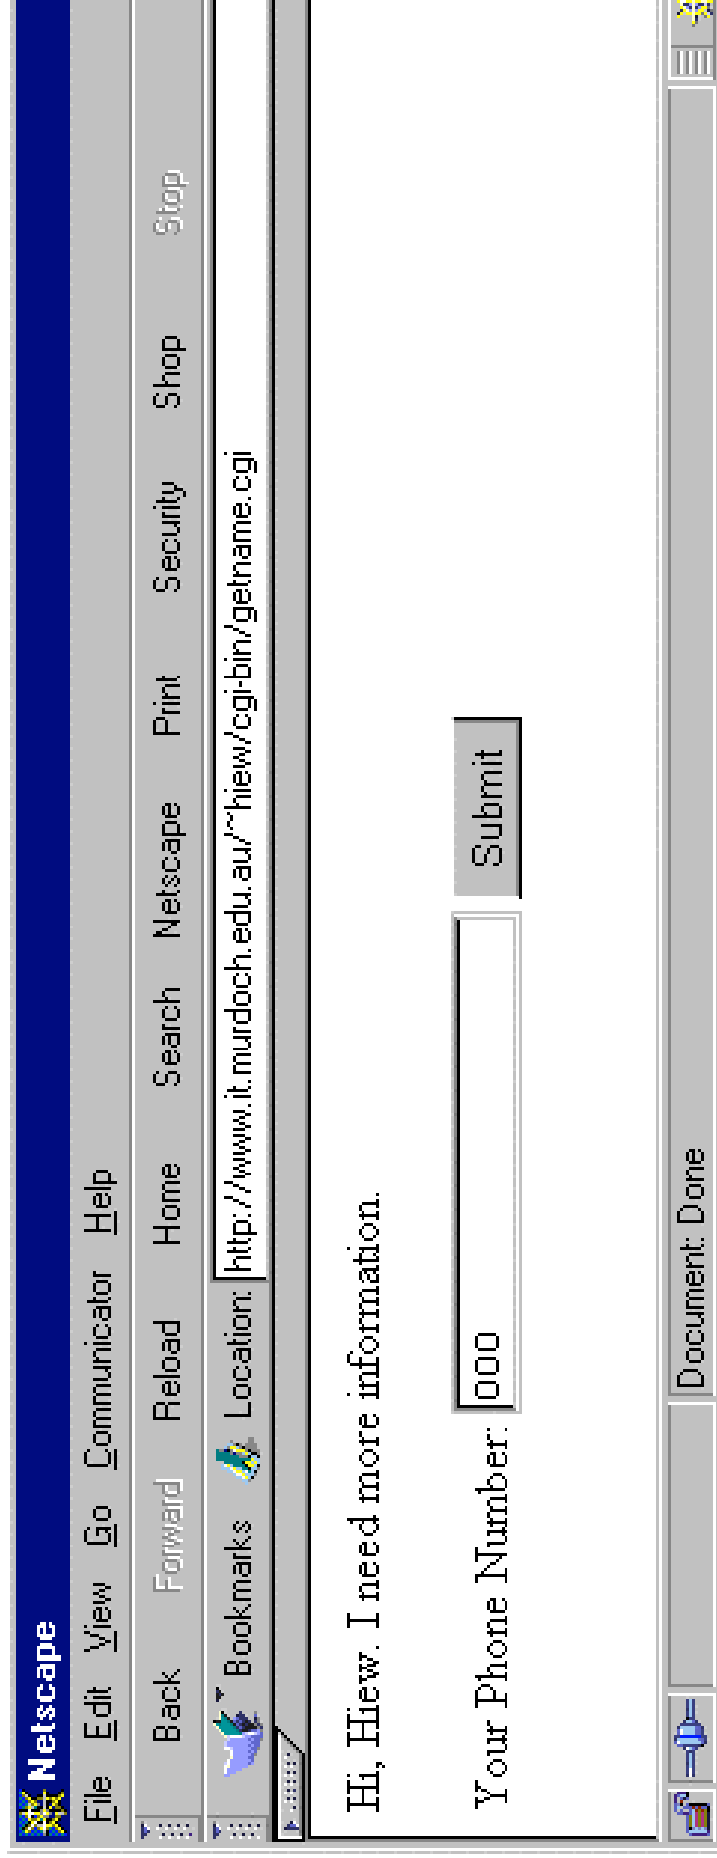 Netscape
File Edit View Go Communicator Help
Back Forward Reload Home Search Netscape Print Security Shop Stop
Bookmarks Location: http://www.it.murdoch.edu.au/~hiew/cgi-bin/getname.cgi
Hi, Hiew. I need more information.
Your Phone Number: 000 Submit
Document: Done